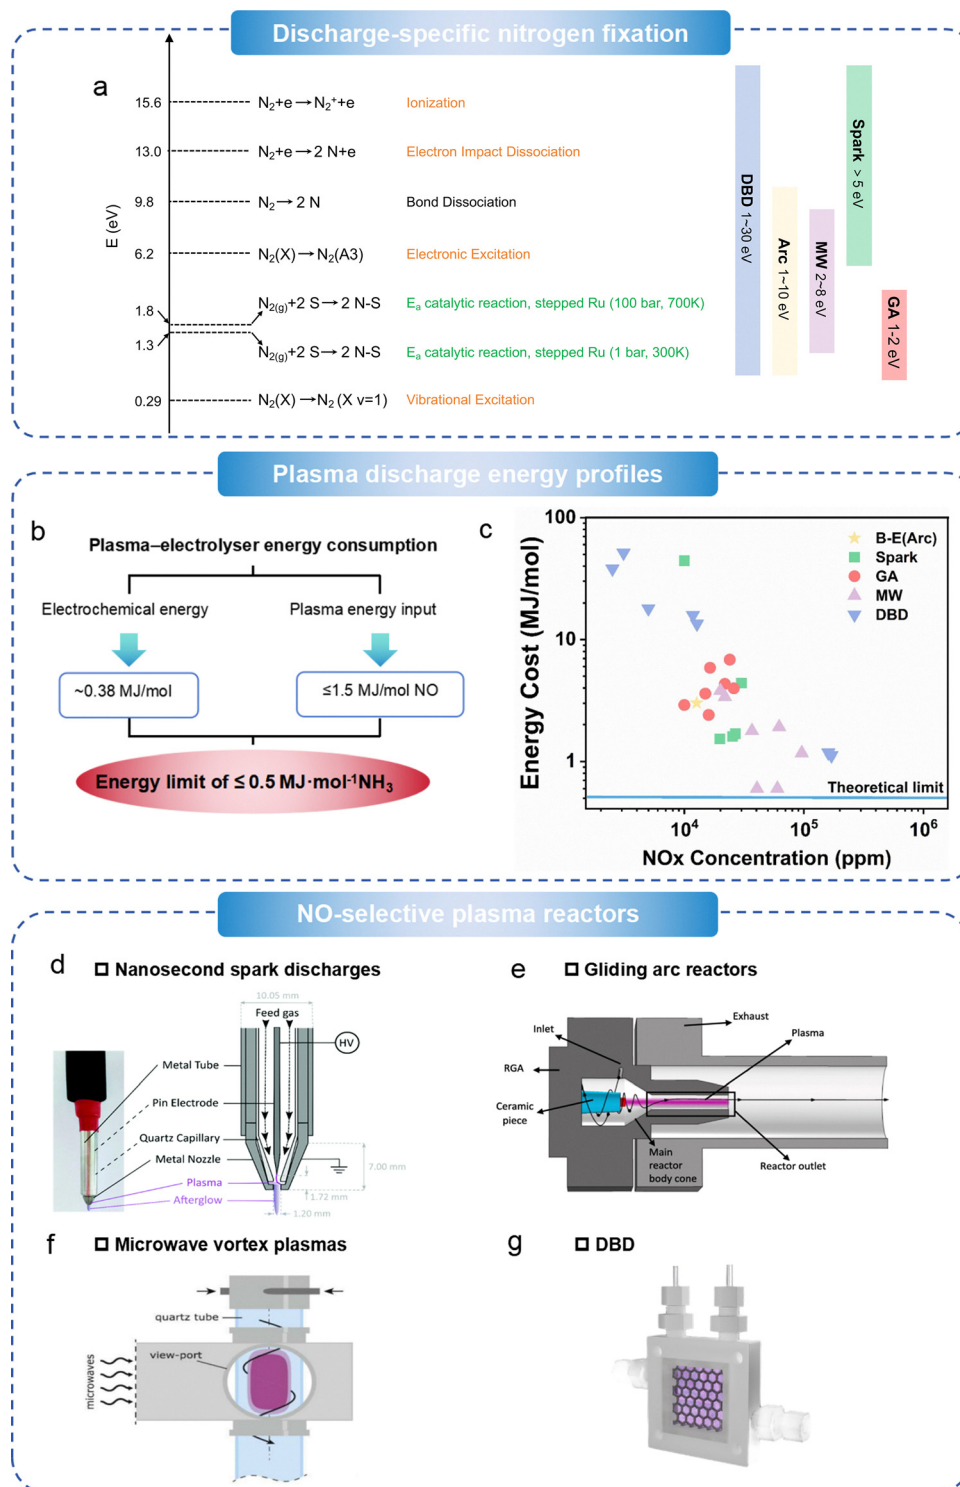 Discharge-specific nitrogen fixation
a
E (eV)
15.6
N₂+e→N₂⁺+e
Ionization
13.0
N₂+e→2 N+e
Electron Impact Dissociation
9.8
N₂→2 N
Bond Dissociation
6.2
N₂(X)→N₂(A3)
Electronic Excitation
1.8
N₂(g)+2 S→2 N-S
Eₐ catalytic reaction, stepped Ru (100 bar, 700K)
1.3
N₂(g)+2 S→2 N-S
Eₐ catalytic reaction, stepped Ru (1 bar, 300K)
0.29
N₂(X)→N₂(X v=1)
Vibrational Excitation
DBD 1~30 eV
Arc 1~10 eV
MW 2~8 eV
Spark > 5 eV
GA 1-2 eV
Plasma discharge energy profiles
b
Plasma–electrolyser energy consumption
Electrochemical energy
Plasma energy input
~0.38 MJ/mol
≤1.5 MJ/mol NO
Energy limit of ≤ 0.5 MJ·mol⁻¹NH₃
c
Energy Cost (MJ/mol)
100
10
1
B-E(Arc)
Spark
GA
MW
DBD
Theoretical limit
10⁴
10⁵
10⁶
NOx Concentration (ppm)
NO-selective plasma reactors
d
Nanosecond spark discharges
10.05 mm
Feed gas
HV
Metal Tube
Pin Electrode
Quartz Capillary
Metal Nozzle
Plasma
Afterglow
7.00 mm
1.72 mm
1.20 mm
e
Gliding arc reactors
Exhaust
Inlet
Plasma
RGA
Ceramic
piece
Main
reactor
body cone
Reactor outlet
f
Microwave vortex plasmas
quartz tube
view-port
microwaves
g
DBD